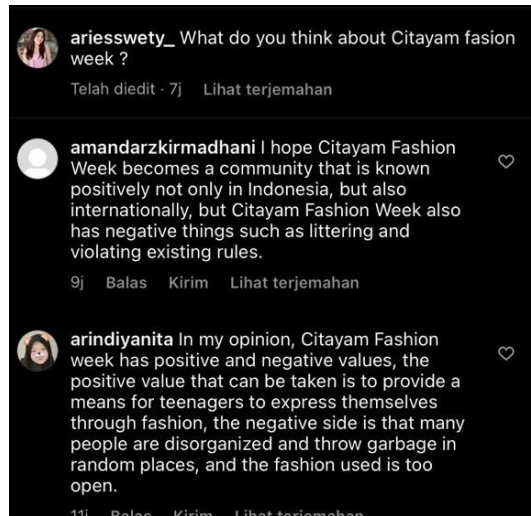 ariesswety_ What do you think about Citayam fasion
week ?
Telah diedit · 7j Lihat terjemahan
amandarzkirmadhani I hope Citayam Fashion
Week becomes a community that is known
positively not only in Indonesia, but also
internationally, but Citayam Fashion Week also
has negative things such as littering and
violating existing rules.
9j Balas Kirim Lihat terjemahan
arindiyanita In my opinion, Citayam Fashion
week has positive and negative values, the
positive value that can be taken is to provide a
means for teenagers to express themselves
through fashion, the negative side is that many
people are disorganized and throw garbage in
random places, and the fashion used is too
open.
11j Balas Kirim Lihat terjemahan